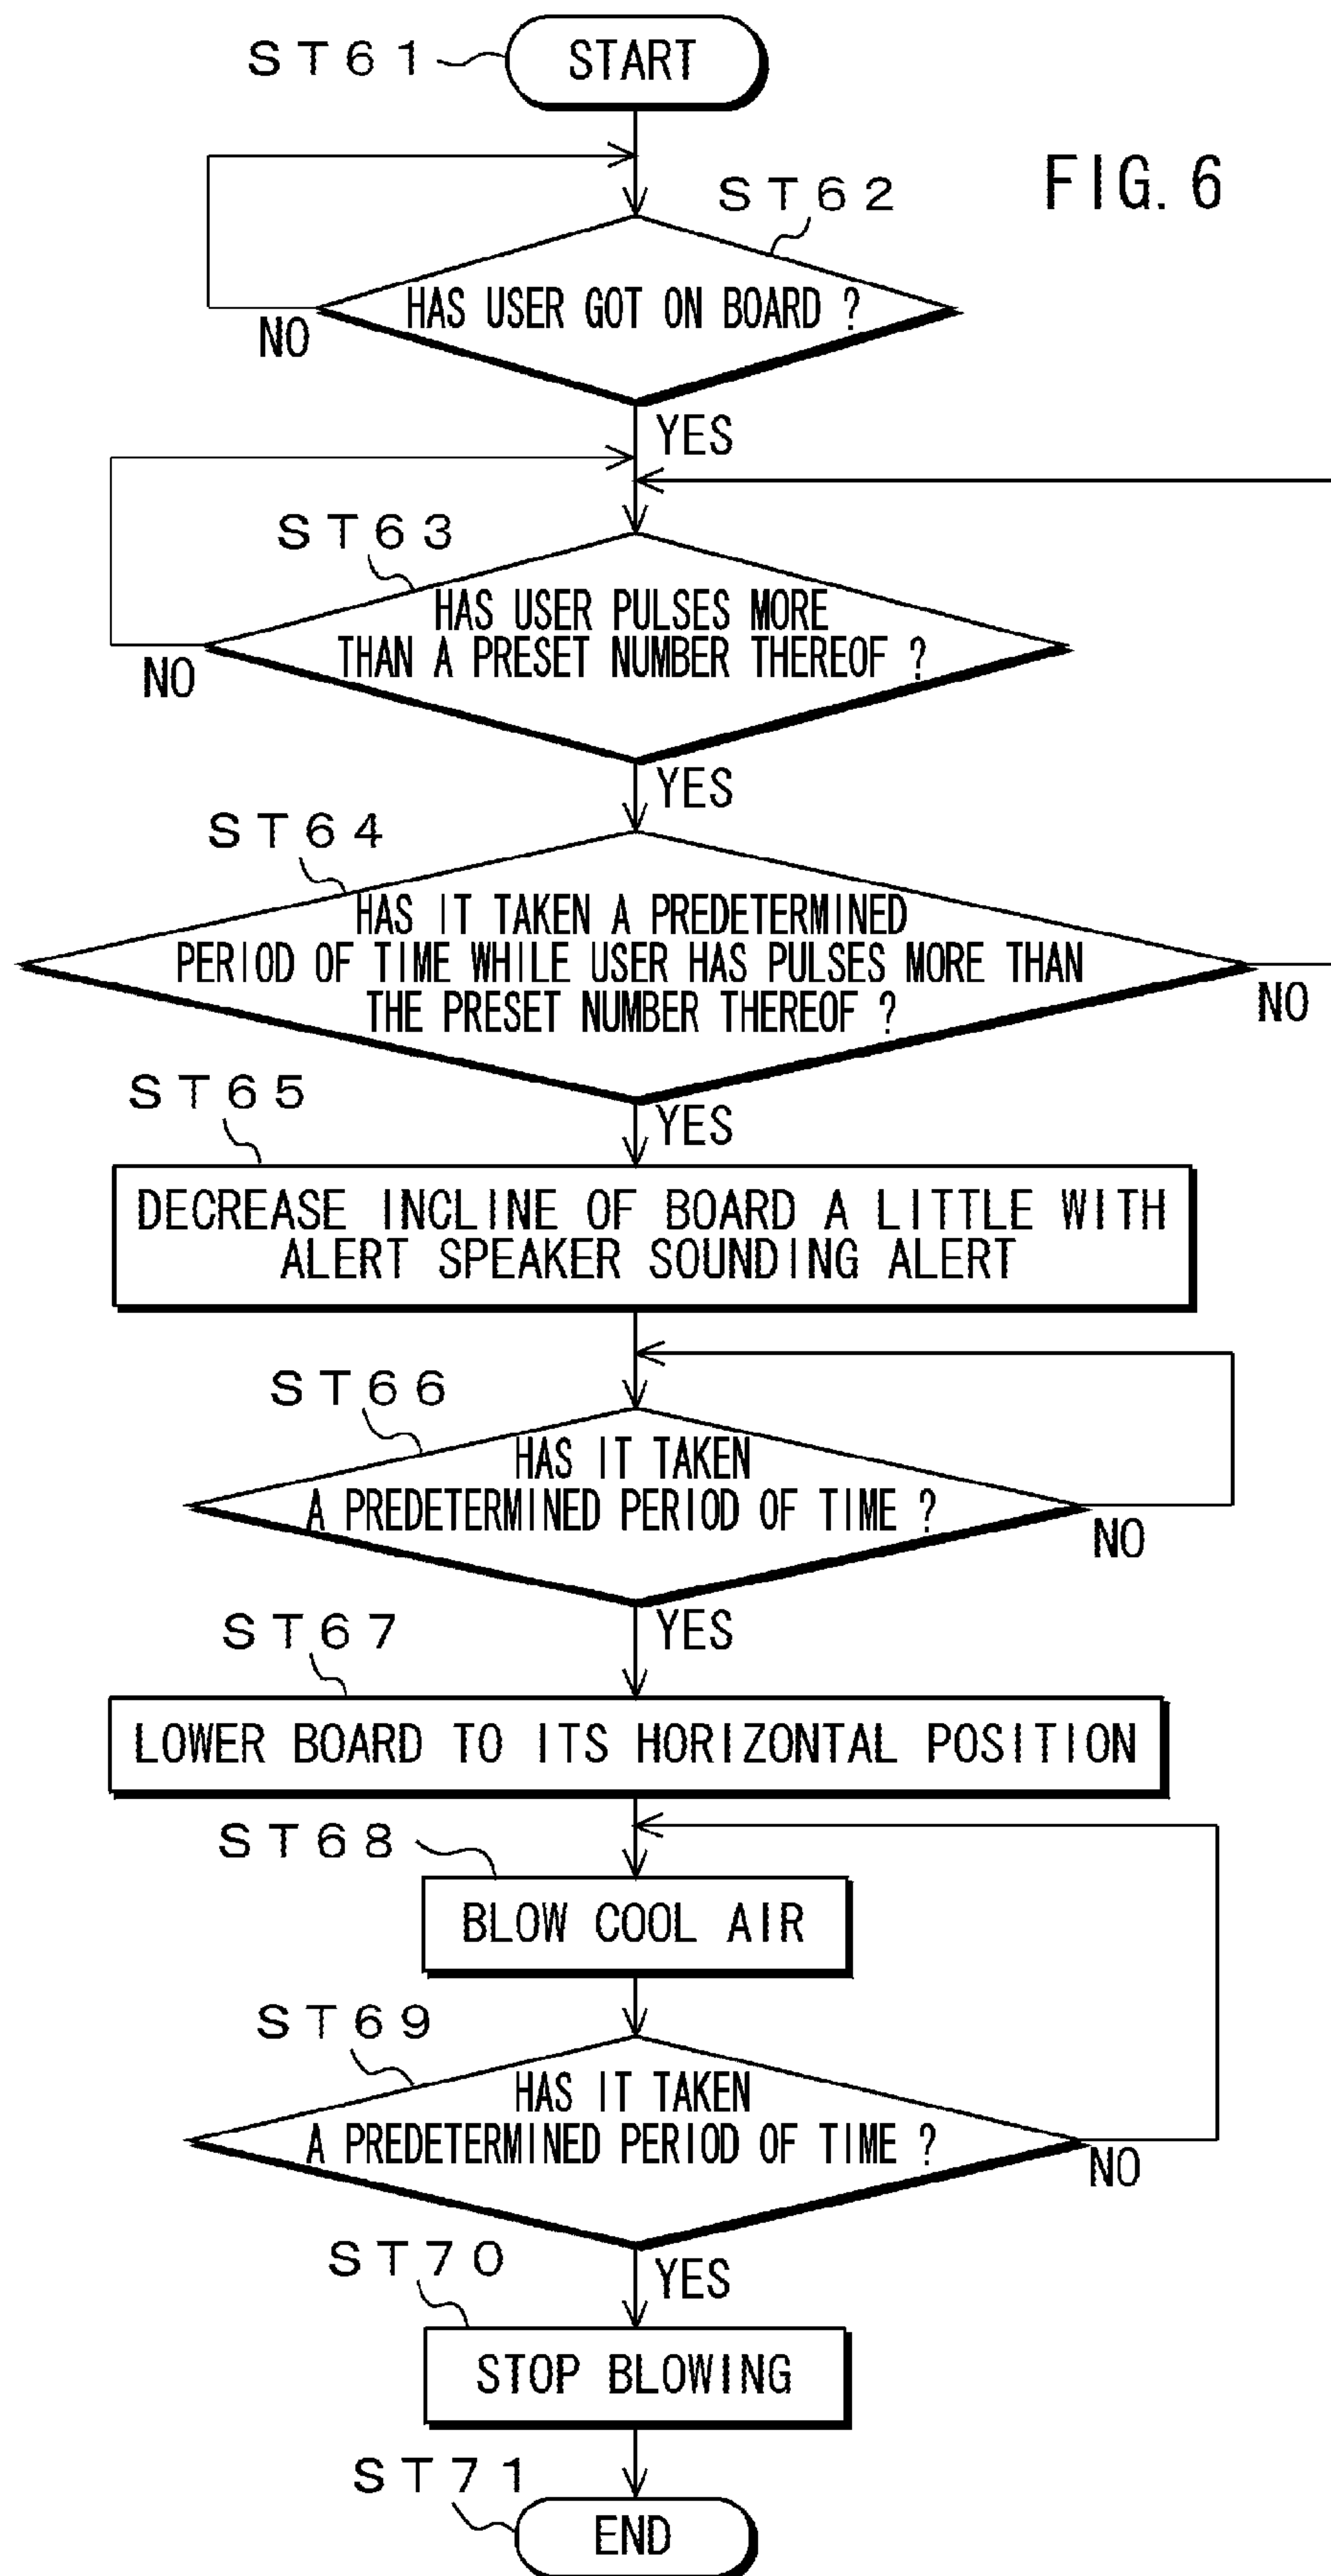 ST61
START
FIG. 6
ST62
HAS USER GOT ON BOARD ?
NO
YES
ST63
HAS USER PULSES MORE
THAN A PRESET NUMBER THEREOF ?
NO
YES
ST64
HAS IT TAKEN A PREDETERMINED
PERIOD OF TIME WHILE USER HAS PULSES MORE THAN
THE PRESET NUMBER THEREOF ?
NO
YES
ST65
DECREASE INCLINE OF BOARD A LITTLE WITH
ALERT SPEAKER SOUNDING ALERT
ST66
HAS IT TAKEN
A PREDETERMINED PERIOD OF TIME ?
NO
YES
ST67
LOWER BOARD TO ITS HORIZONTAL POSITION
ST68
BLOW COOL AIR
ST69
HAS IT TAKEN
A PREDETERMINED PERIOD OF TIME ?
NO
YES
ST70
STOP BLOWING
ST71
END